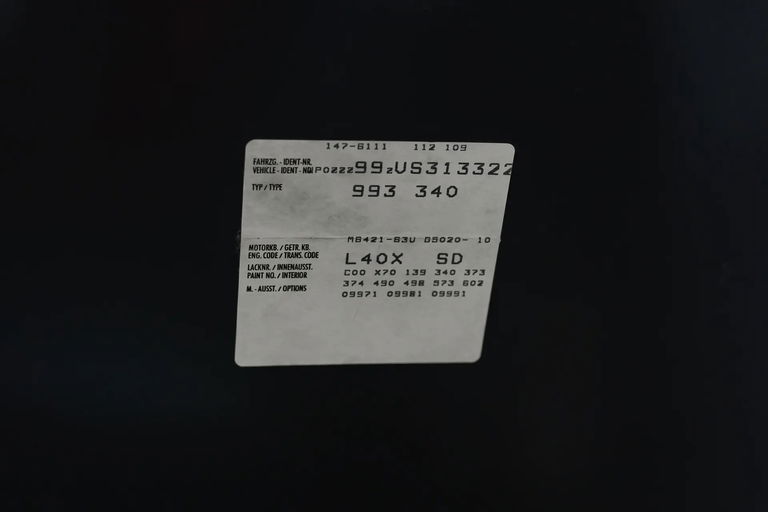 147-6111 112 109
FAHRZG. - IDENT-NR.
VEHICLE - IDENT - NO WP0ZZZ99ZVS313322
TYP / TYPE 993 340
MOTORKB. / GETR. KB. M6421-63U G5020- 10
ENG. CODE / TRANS. CODE
LACKNR. / INNENAUSST. L40X SD
PAINT NO. / INTERIOR C00 X70 139 340 373
M. - AUSST. / OPTIONS 374 490 498 573 602
09971 09981 09991